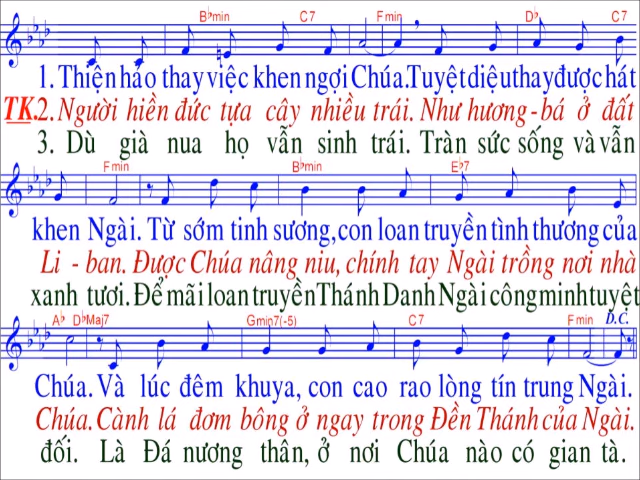 B♭min C7 Fmin D♭ C7
1. Thiện hảo thay việc khen ngợi Chúa. Tuyệt diệu thay được hát
TK. 2. Người hiền đức tựa cây nhiều trái. Như hương - bá ở đất
3. Dù già nua họ vẫn sinh trái. Tràn sức sống và vẫn
Fmin B♭min E♭7
khen Ngài. Từ sớm tinh sương, con loan truyền tình thương của
Li - ban. Được Chúa nâng niu, chính tay Ngài trồng nơi nhà
xanh tươi. Để mãi loan truyền Thánh Danh Ngài công minh tuyệt
A♭ D♭Maj7 Gmin7(-5) C7 Fmin D.C.
Chúa. Và lúc đêm khuya, con cao rao lòng tín trung Ngài.
Chúa. Cành lá đơm bông ở ngay trong Đền Thánh của Ngài.
đối. Là Đá nương thân, ở nơi Chúa nào có gian tà.